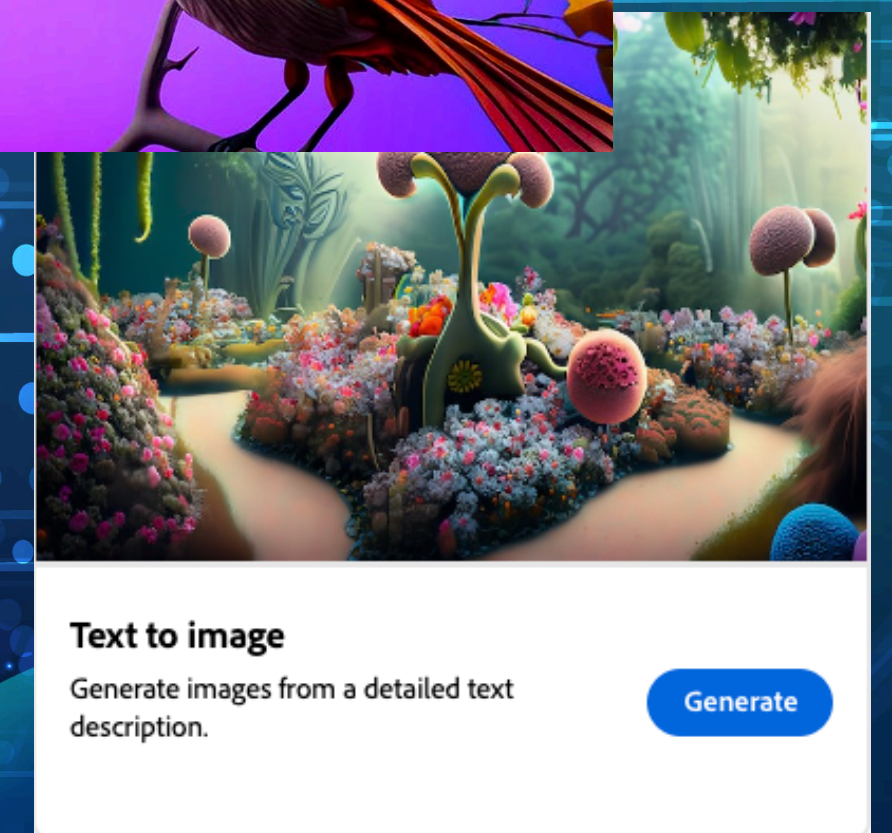 Text to image
Generate images from a detailed text
description.
Generate